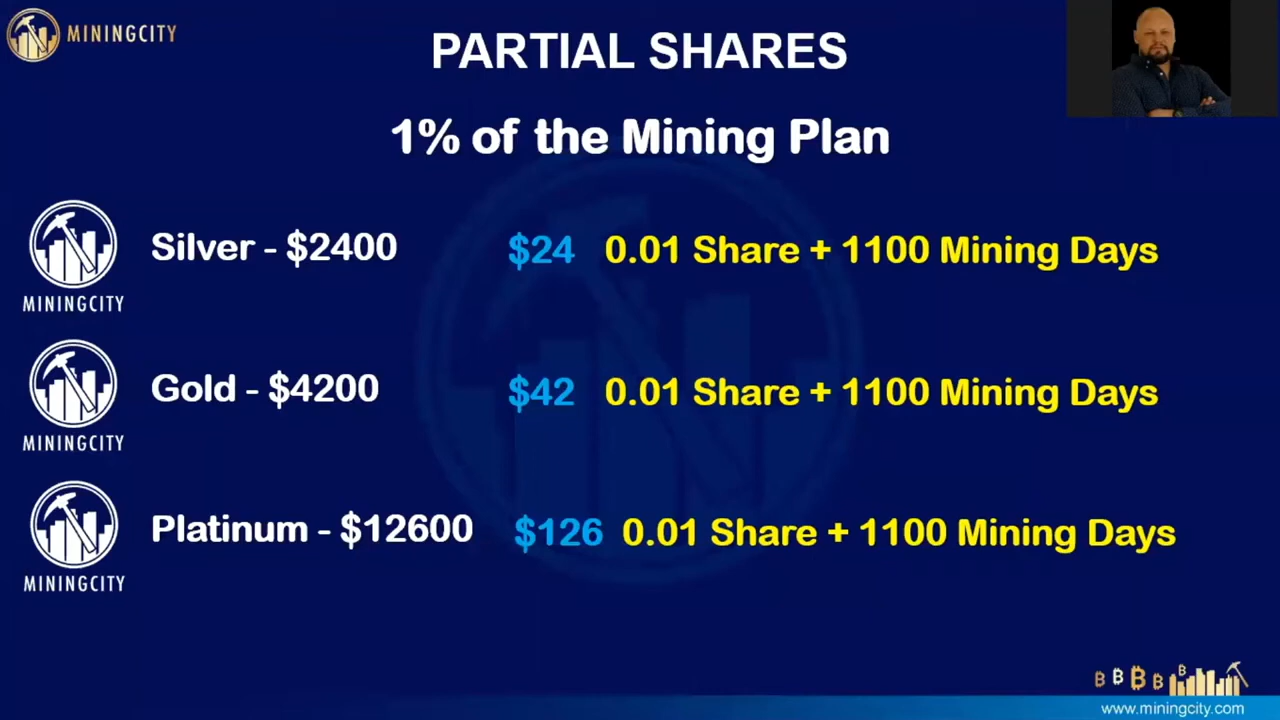 MININGCITY
PARTIAL SHARES
1% of the Mining Plan
Silver - $2400 $24 0.01 Share + 1100 Mining Days
MININGCITY
Gold - $4200 $42 0.01 Share + 1100 Mining Days
MININGCITY
Platinum - $12600 $126 0.01 Share + 1100 Mining Days
MININGCITY
www.miningcity.com